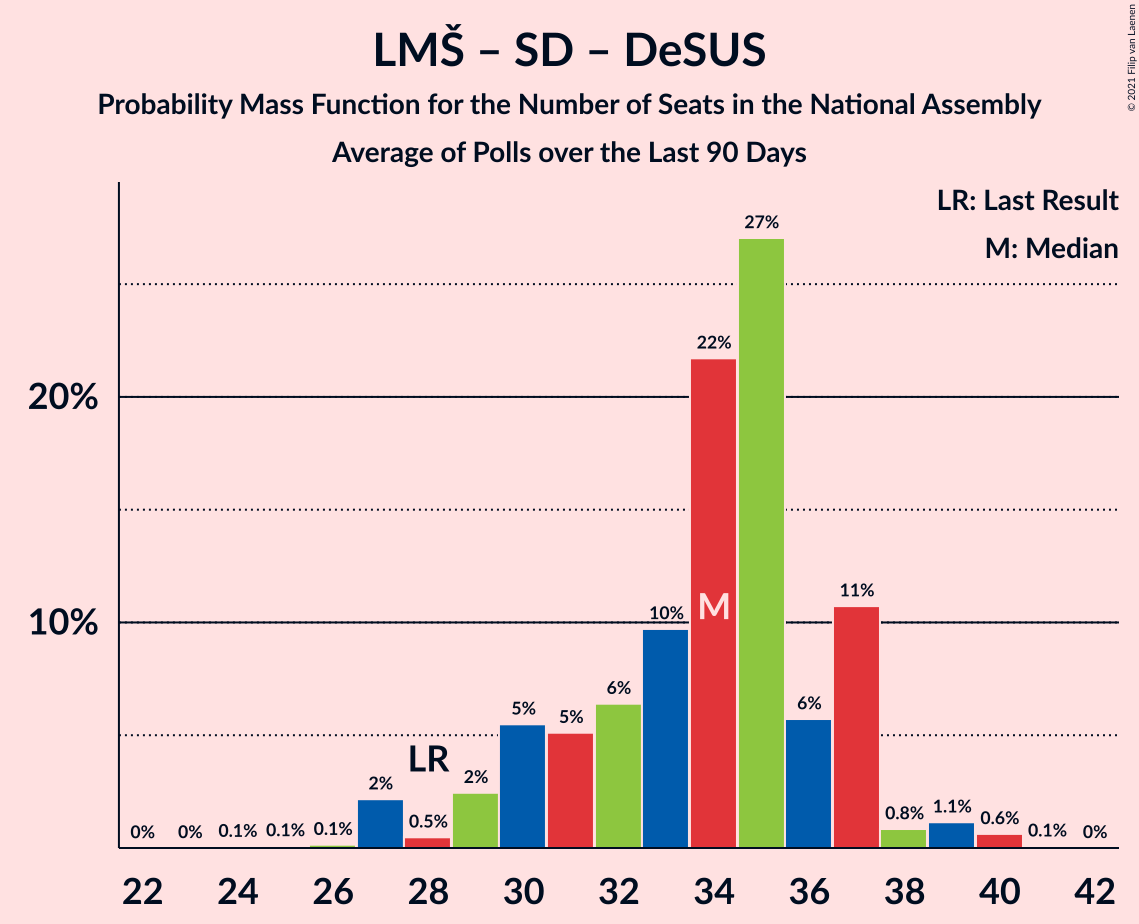 LMŠ – SD – DeSUS
Probability Mass Function for the Number of Seats in the National Assembly
Average of Polls over the Last 90 Days
© 2021 Filip van Laenen
LR: Last Result
M: Median
20%
10%
0%
0%
0.1%
0.1%
0.1%
2%
0.5%
LR
2%
5%
5%
6%
10%
22%
M
27%
6%
11%
0.8%
1.1%
0.6%
0.1%
0%
22 24 26 28 30 32 34 36 38 40 42